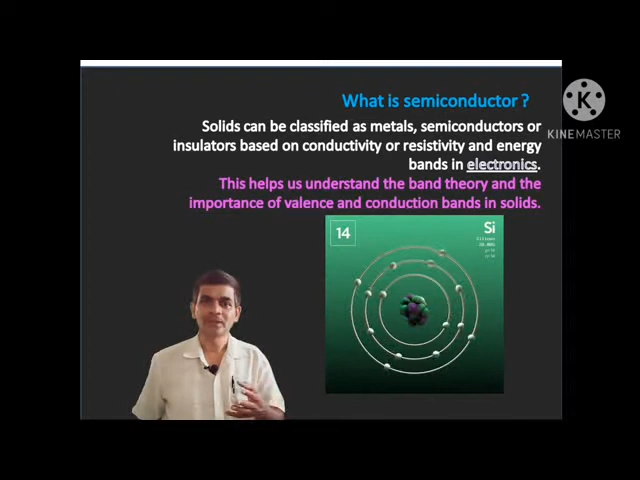 What is semiconductor ?
Solids can be classified as metals, semiconductors or
insulators based on conductivity or resistivity and energy
bands in electronics.
This helps us understand the band theory and the
importance of valence and conduction bands in solids.
14
Si
Silicon
K
KINEMASTER